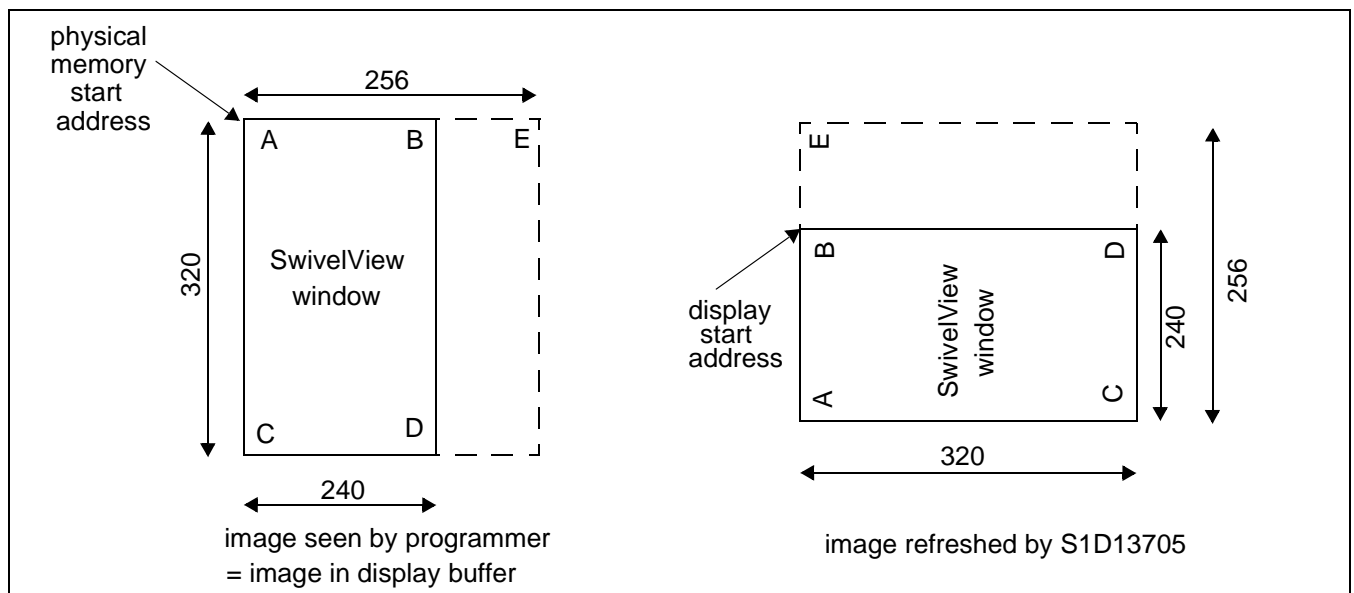 physical
memory
start
address
256
A
B
E
320
SwivelView
window
C
D
240
image seen by programmer
= image in display buffer
E
B
D
display
start
address
SwivelView
window
A
C
240
256
320
image refreshed by S1D13705